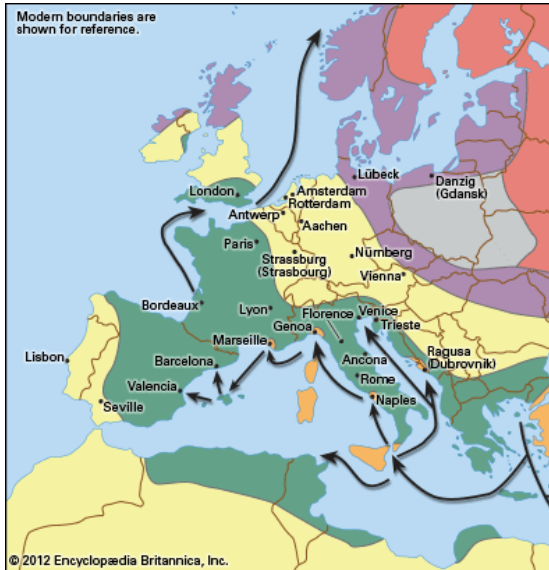 Modern boundaries are
shown for reference.
London
Amsterdam
Rotterdam
Lübeck
Danzig
(Gdansk)
Antwerp
Aachen
Paris
Strassburg
(Strasbourg)
Nürnberg
Vienna
Bordeaux
Lyon
Florence
Venice
Genoa
Trieste
Marseille
Lisbon
Barcelona
Ancona
Ragusa
(Dubrovnik)
Valencia
Rome
Seville
Naples
© 2012 Encyclopædia Britannica, Inc.